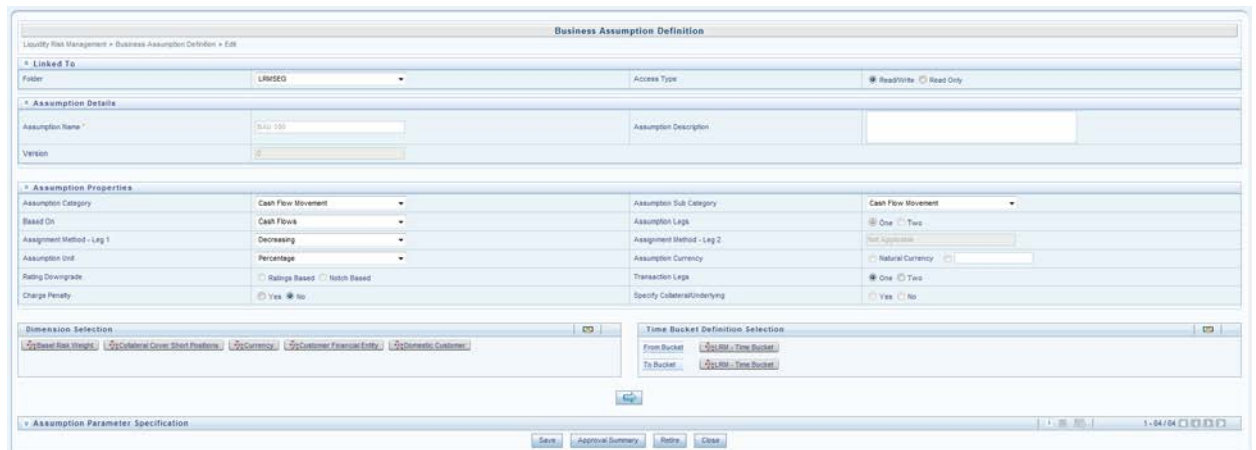 Business Assumption Definition
Liquidity Risk Management > Business Assumption Definition > Edit
Linked To
Folder LRMSEG Access Type Read/Write Read Only
Assumption Details
Assumption Name * BAU 100 Assumption Description
Version 0
Assumption Properties
Assumption Category Cash Flow Movement Assumption Sub Category Cash Flow Movement
Based On Cash Flows Assumption Legs One Two
Assignment Method - Leg 1 Decreasing Assignment Method - Leg 2 Not Applicable
Assumption Unit Percentage Assumption Currency Natural Currency
Rating Downgrade Ratings Based Notch Based Transaction Legs One Two
Charge Penalty Yes No Specify Collateral/Underlying Yes No
Dimension Selection Time Bucket Definition Selection
Basel Risk Weight Collateral Cover Short Positions Currency Customer Financial Entity Domestic Customer From Bucket LRM - Time Bucket
To Bucket LRM - Time Bucket
Assumption Parameter Specification 1 - 04 / 04
Save Approval Summary Retire Close